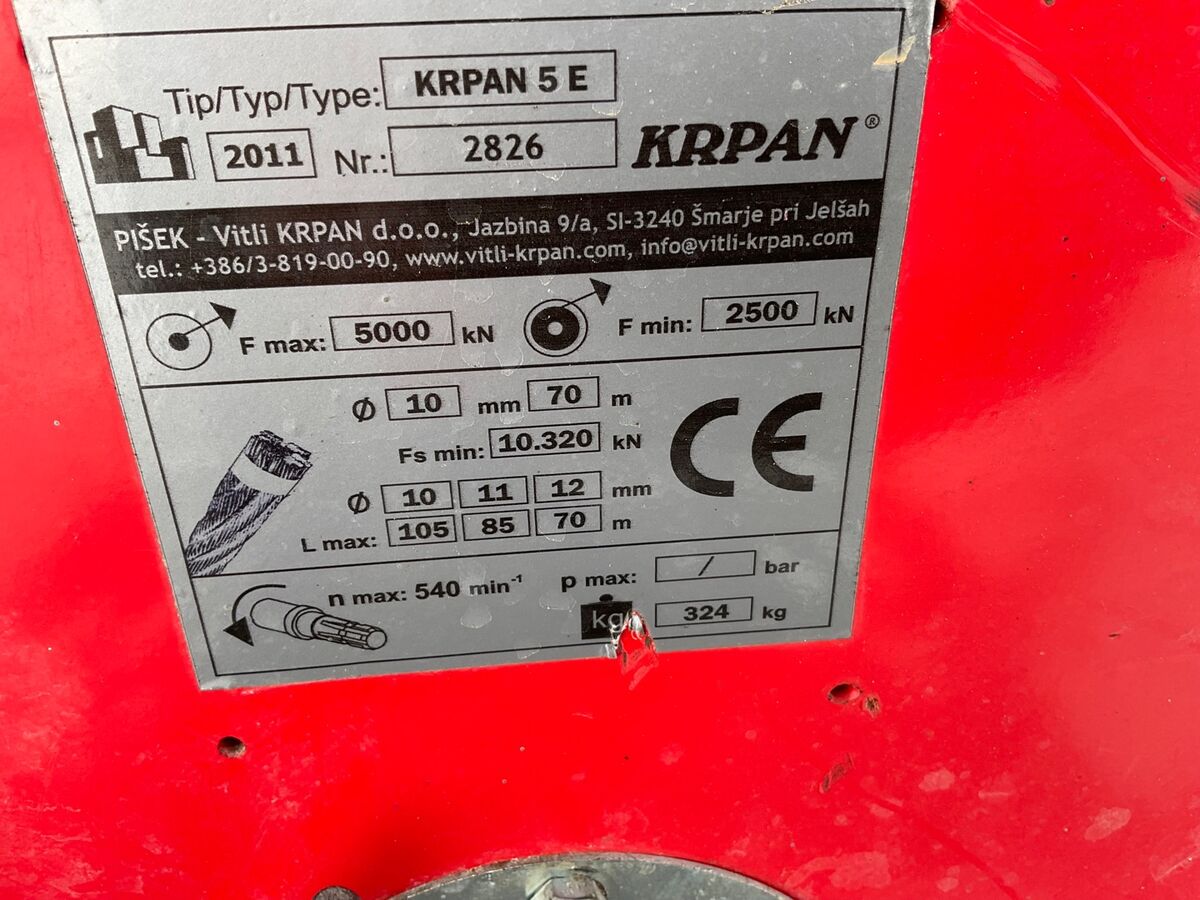 Tip/Typ/Type: KRPAN 5 E
2011 Nr.: 2826 KRPAN®
PIŠEK - Vitli KRPAN d.o.o., Jazbina 9/a, SI-3240 Šmarje pri Jelšah
tel.: +386/3-819-00-90, www.vitli-krpan.com, info@vitli-krpan.com
F max: 5000 kN F min: 2500 kN
Ø 10 mm 70 m
Fs min: 10.320 kN
CE
Ø 10 11 12 mm
L max: 105 85 70 m
n max: 540 min⁻¹ p max: / bar
kg 324 kg